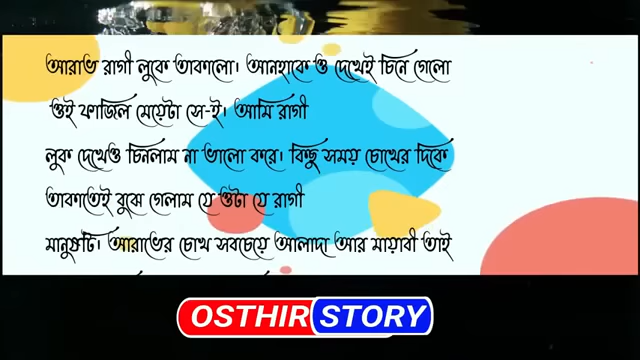 আরাভ রাগী লুকে তাকালো। আনহাকে ও দেখেই চিনে গেলো
ওই ফাজিল মেয়েটা সে-ই। আমি রাগী
লুক দেখেও চিনলাম না ভালো করে। কিছু সময় চোখের দিকে
তাকাতেই বুঝে গেলাম যে ওটা যে রাগী
মানুষটি। আরাভের চোখ সবচেয়ে আলাদা আর মায়াবী তাই
OSTHIR STORY